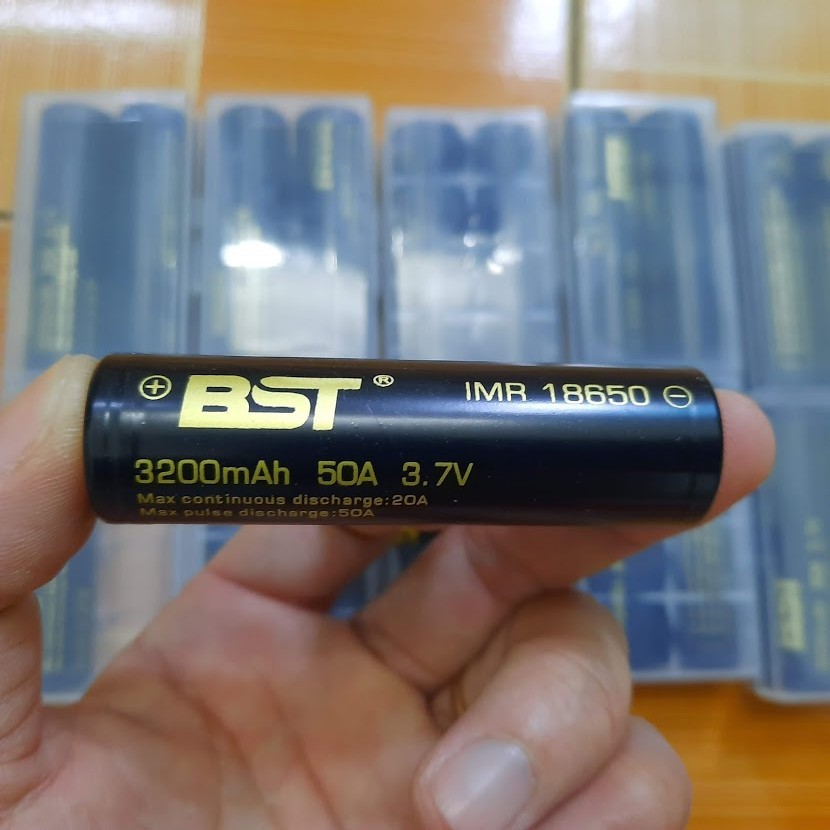 ⊕ BST® IMR 18650 ⊖
3200mAh 50A 3.7V
Max continuous discharge:20A
Max pulse discharge:50A